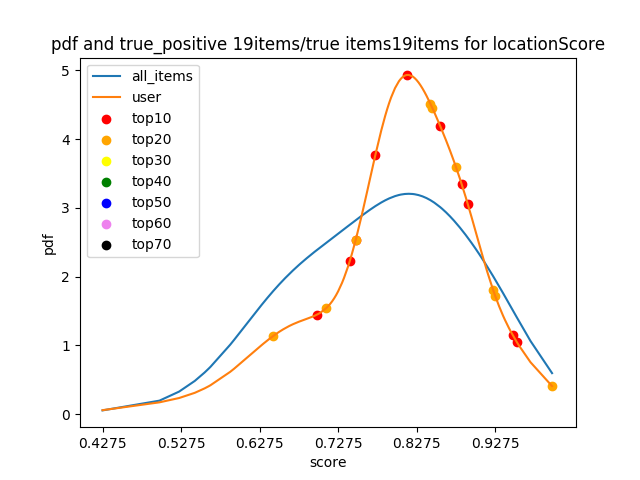 pdf and true_positive 19items/true items19items for locationScore
all_items
user
top10
top20
top30
top40
top50
top60
top70
5
4
3
2
1
0
pdf
0.4275 0.5275 0.6275 0.7275 0.8275 0.9275
score